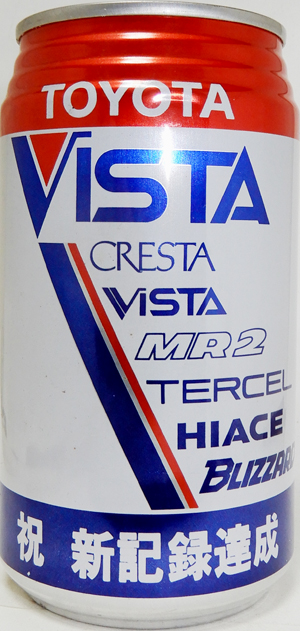 TOYOTA
VISTA
CRESTA
VISTA
MR2
TERCEL
HIACE
BLIZZARD
祝 新記録達成